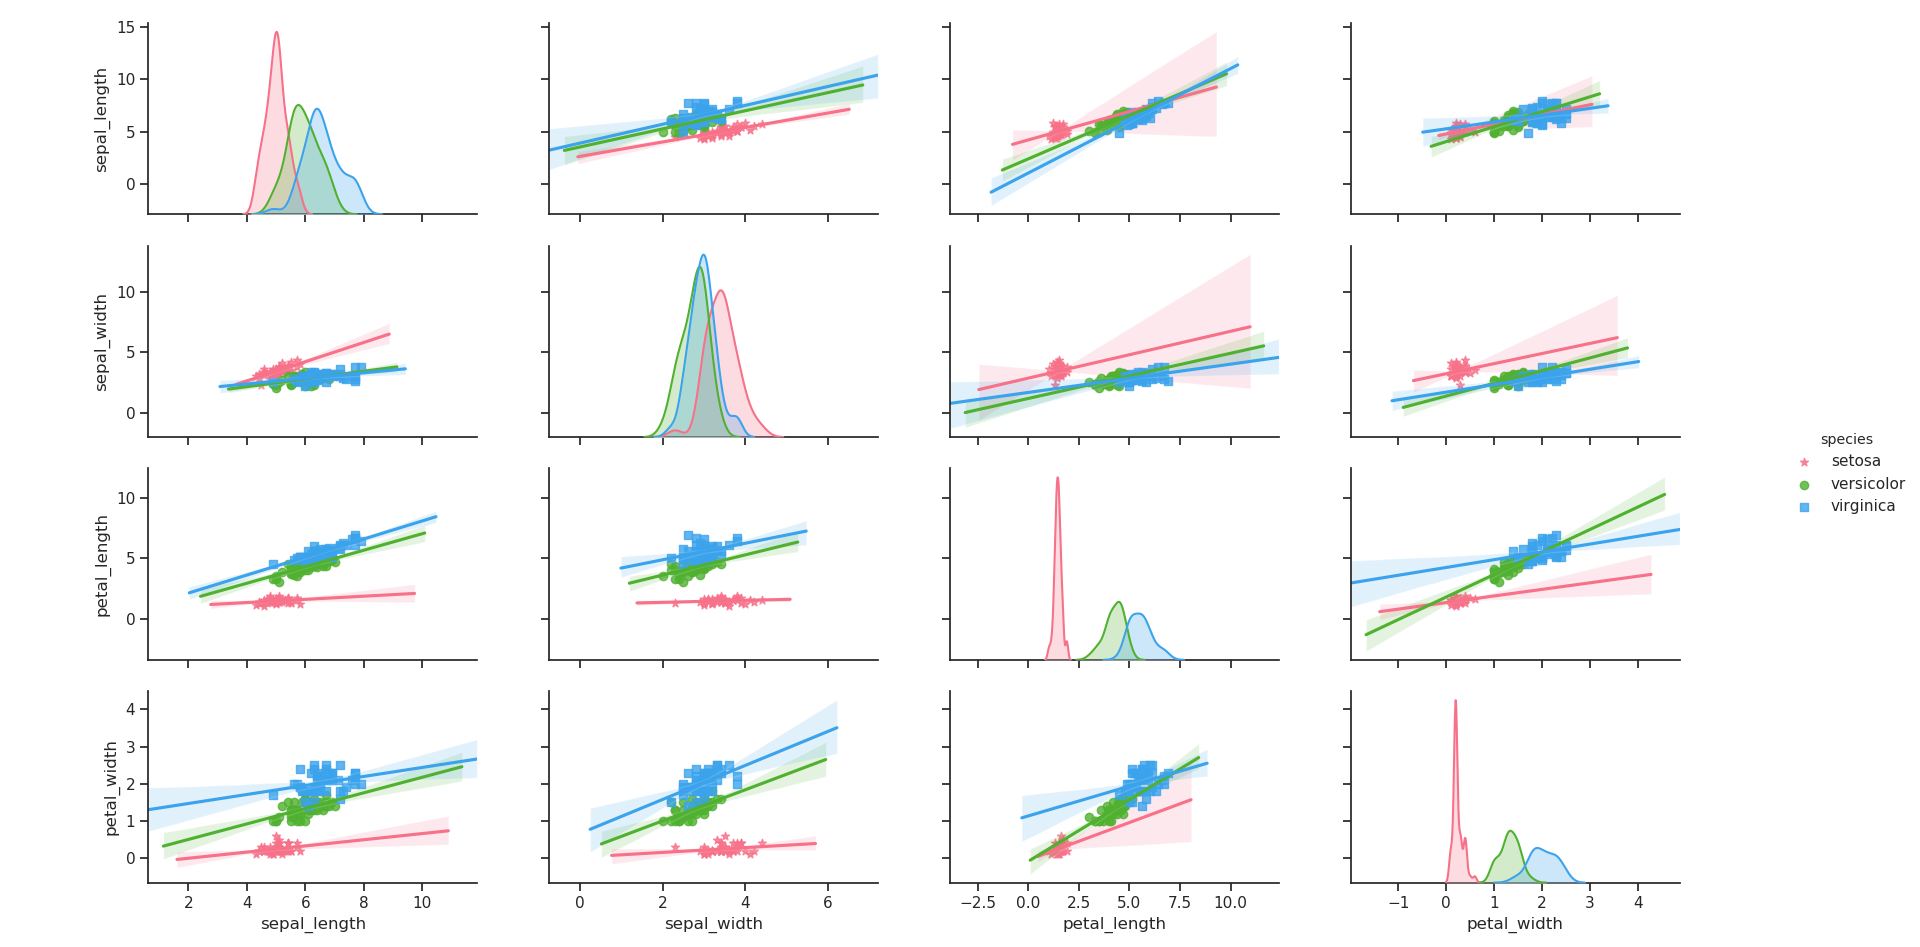 15
10
5
0
sepal_length
10
5
0
sepal_width
species
setosa
versicolor
virginica
10
5
0
petal_length
4
3
2
1
0
petal_width
2 4 6 8 10
sepal_length
0 2 4 6
sepal_width
−2.5 0.0 2.5 5.0 7.5 10.0
petal_length
−1 0 1 2 3 4
petal_width